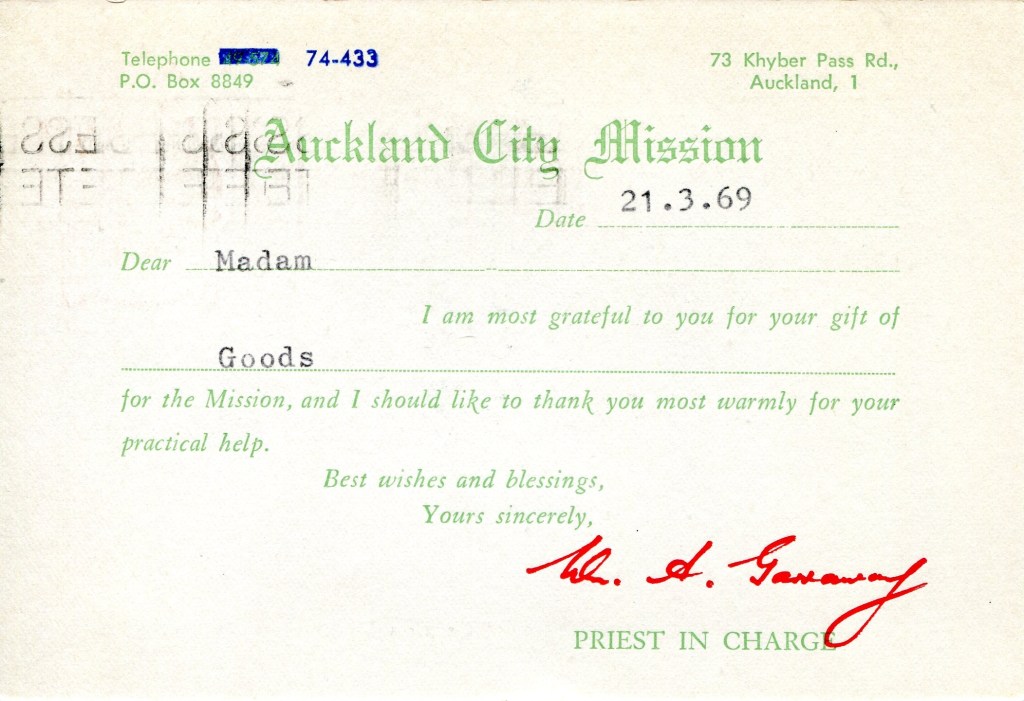 Telephone 74-433
P.O. Box 8849
73 Khyber Pass Rd.,
Auckland, 1
Auckland City Mission
Date 21.3.69
Dear Madam
I am most grateful to you for your gift of
Goods
for the Mission, and I should like to thank you most warmly for your
practical help.
Best wishes and blessings,
Yours sincerely,
Wm. A. Garraway
PRIEST IN CHARGE